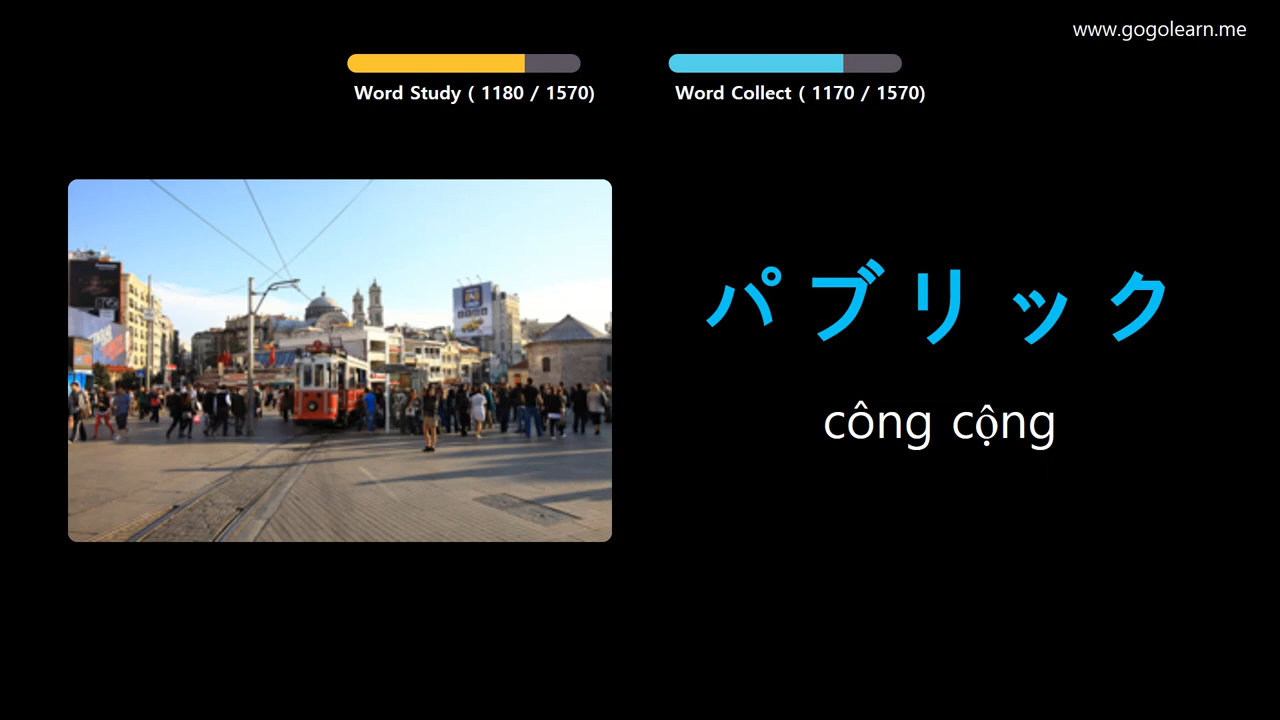 www.gogolearn.me
Word Study ( 1180 / 1570)
Word Collect ( 1170 / 1570)
パブリック
công cộng